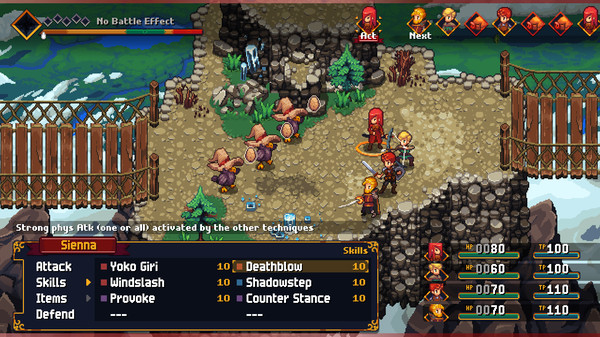 No Battle Effect
Act
Next
Strong phys Atk (one or all) activated by the other techniques
Sienna
Skills
Attack
Skills
Items
Defend
Yoko Giri 10
Deathblow 10
Windslash 10
Shadowstep 10
Provoke 10
Counter Stance 10
---
---
HP 0080 TP 100
HP 0060 TP 100
HP 0070 TP 110
HP 0070 TP 110